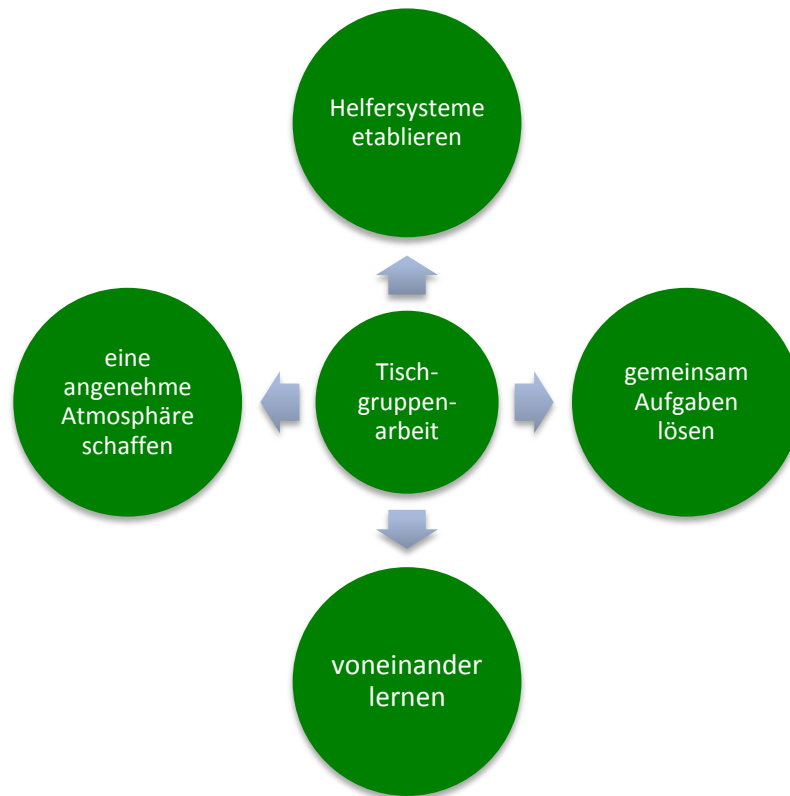 Helfersysteme
etablieren
eine
angenehme
Atmosphäre
schaffen
Tisch-
gruppen-
arbeit
gemeinsam
Aufgaben
lösen
voneinander
lernen